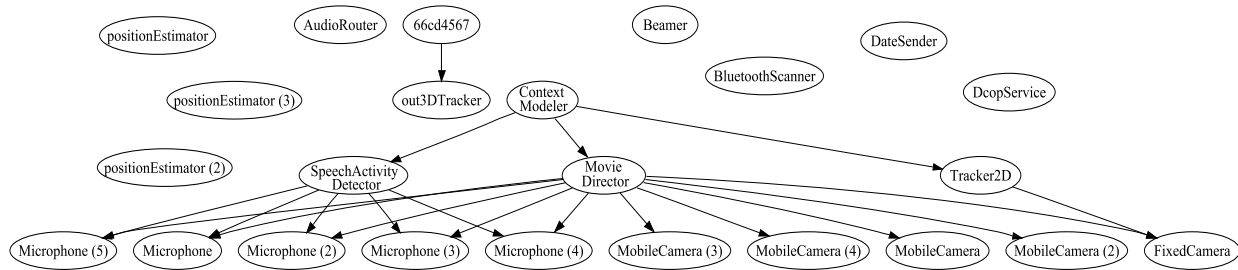 positionEstimator
AudioRouter
66cd4567
Beamer
DateSender
BluetoothScanner
positionEstimator (3)
out3DTracker
Context
Modeler
DcopService
positionEstimator (2)
SpeechActivity
Detector
Movie
Director
Tracker2D
Microphone (5)
Microphone
Microphone (2)
Microphone (3)
Microphone (4)
MobileCamera (3)
MobileCamera (4)
MobileCamera
MobileCamera (2)
FixedCamera